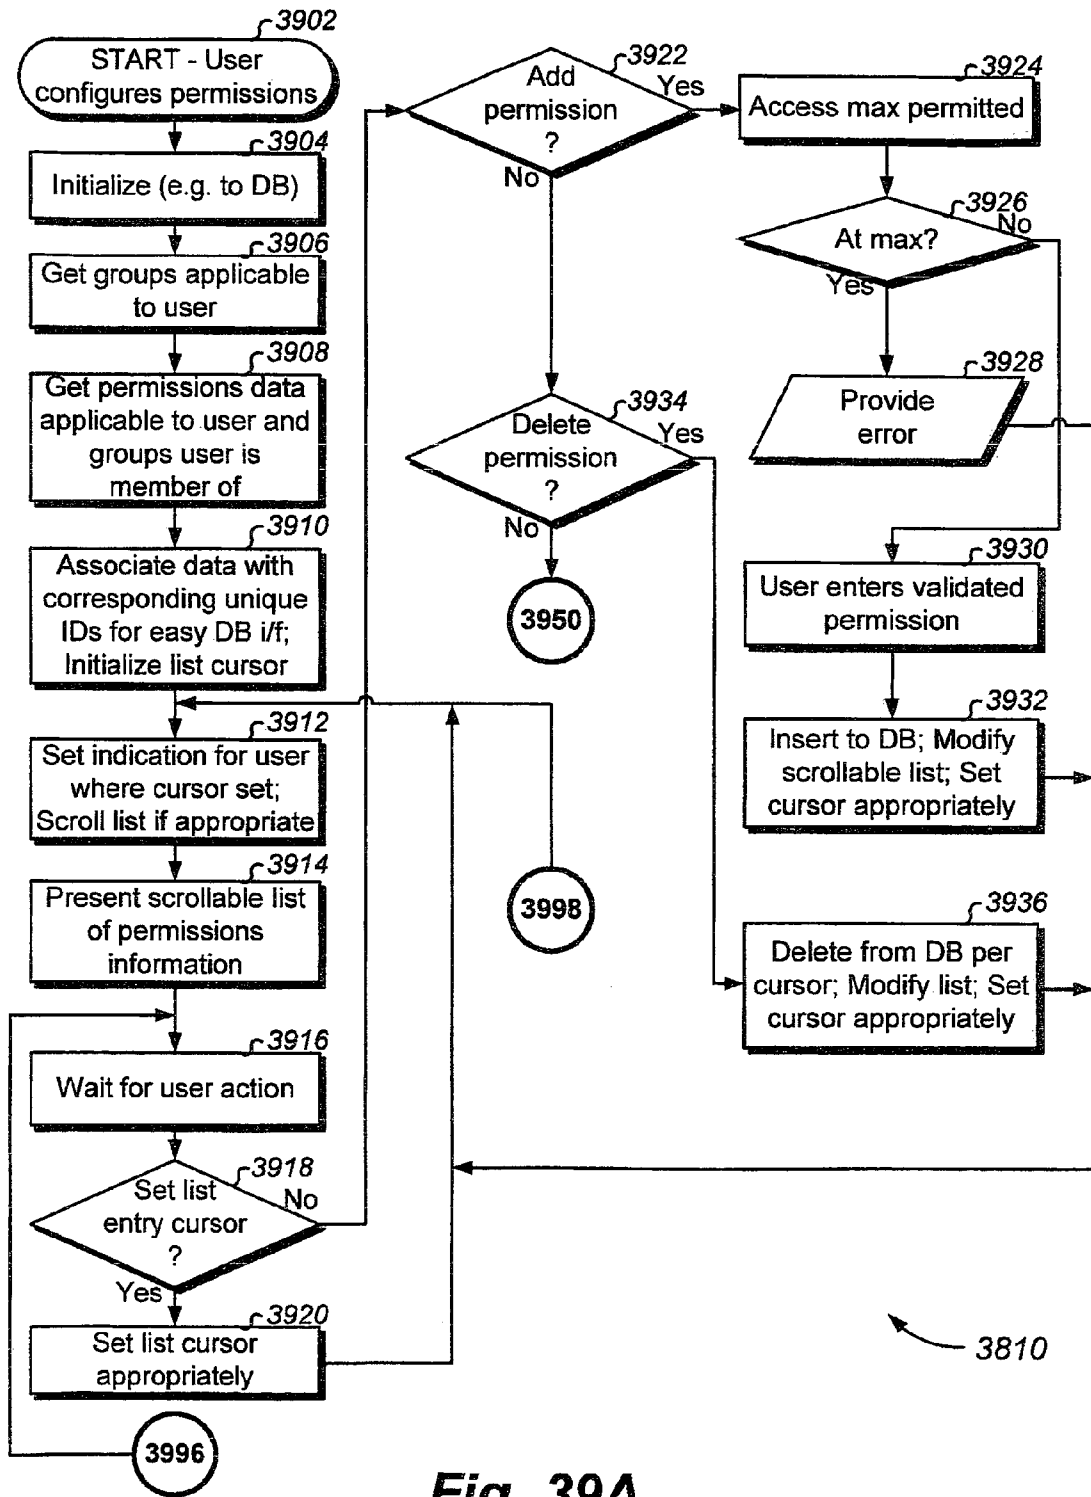 3902
START - User
configures permissions
3904
Initialize (e.g. to DB)
3906
Get groups applicable
to user
3908
Get permissions data
applicable to user and
groups user is
member of
3910
Associate data with
corresponding unique
IDs for easy DB i/f;
Initialize list cursor
3912
Set indication for user
where cursor set;
Scroll list if appropriate
3914
Present scrollable list
of permissions
information
3916
Wait for user action
3918
Set list
entry cursor
?
No
Yes
3920
Set list cursor
appropriately
3996
3922
Add
permission
?
Yes
No
3934
Delete
permission
?
Yes
No
3950
3998
3924
Access max permitted
3926
At max?
No
Yes
3928
Provide
error
3930
User enters validated
permission
3932
Insert to DB; Modify
scrollable list; Set
cursor appropriately
3936
Delete from DB per
cursor; Modify list; Set
cursor appropriately
3810
Fig. 39A